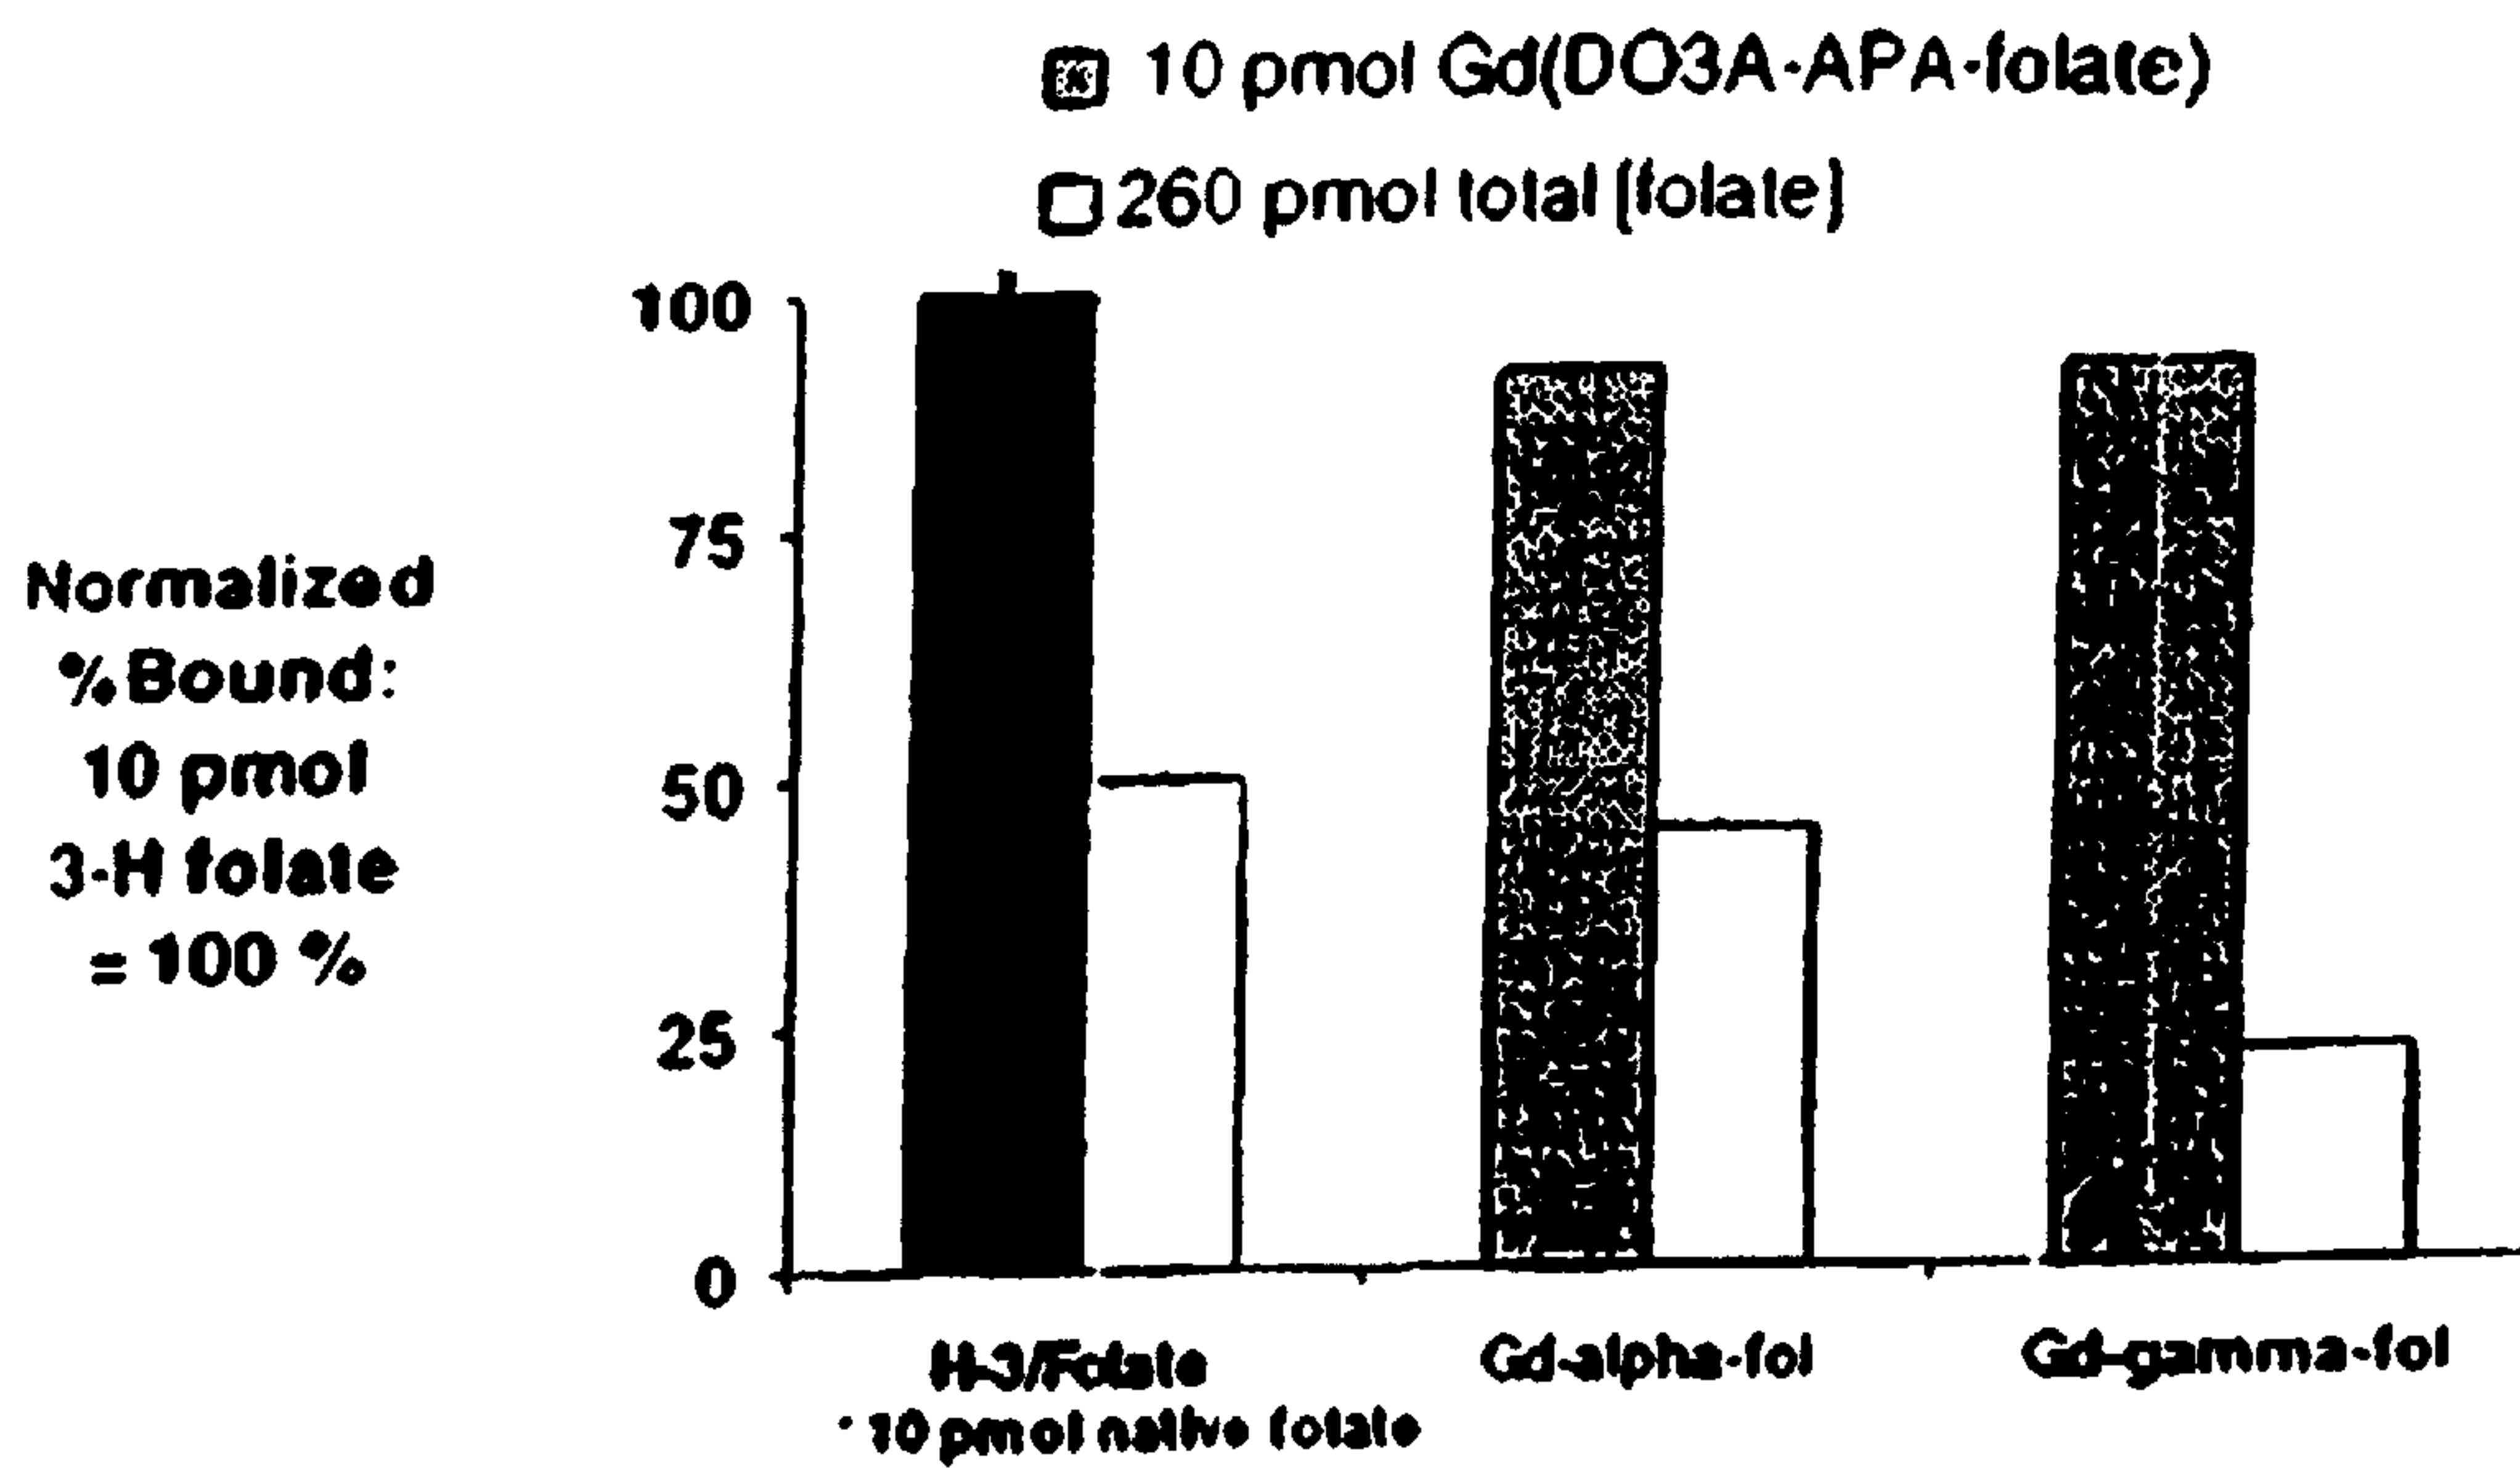 10 pmol Gd(DO3A-APA-folate)
260 pmol total [folate]
100
75
50
25
0
Normalized
% Bound:
10 pmol
3-H folate
= 100 %
H-3/Folate
Gd-alpha-fol
Gd-gamma-fol
* 10 pmol native folate